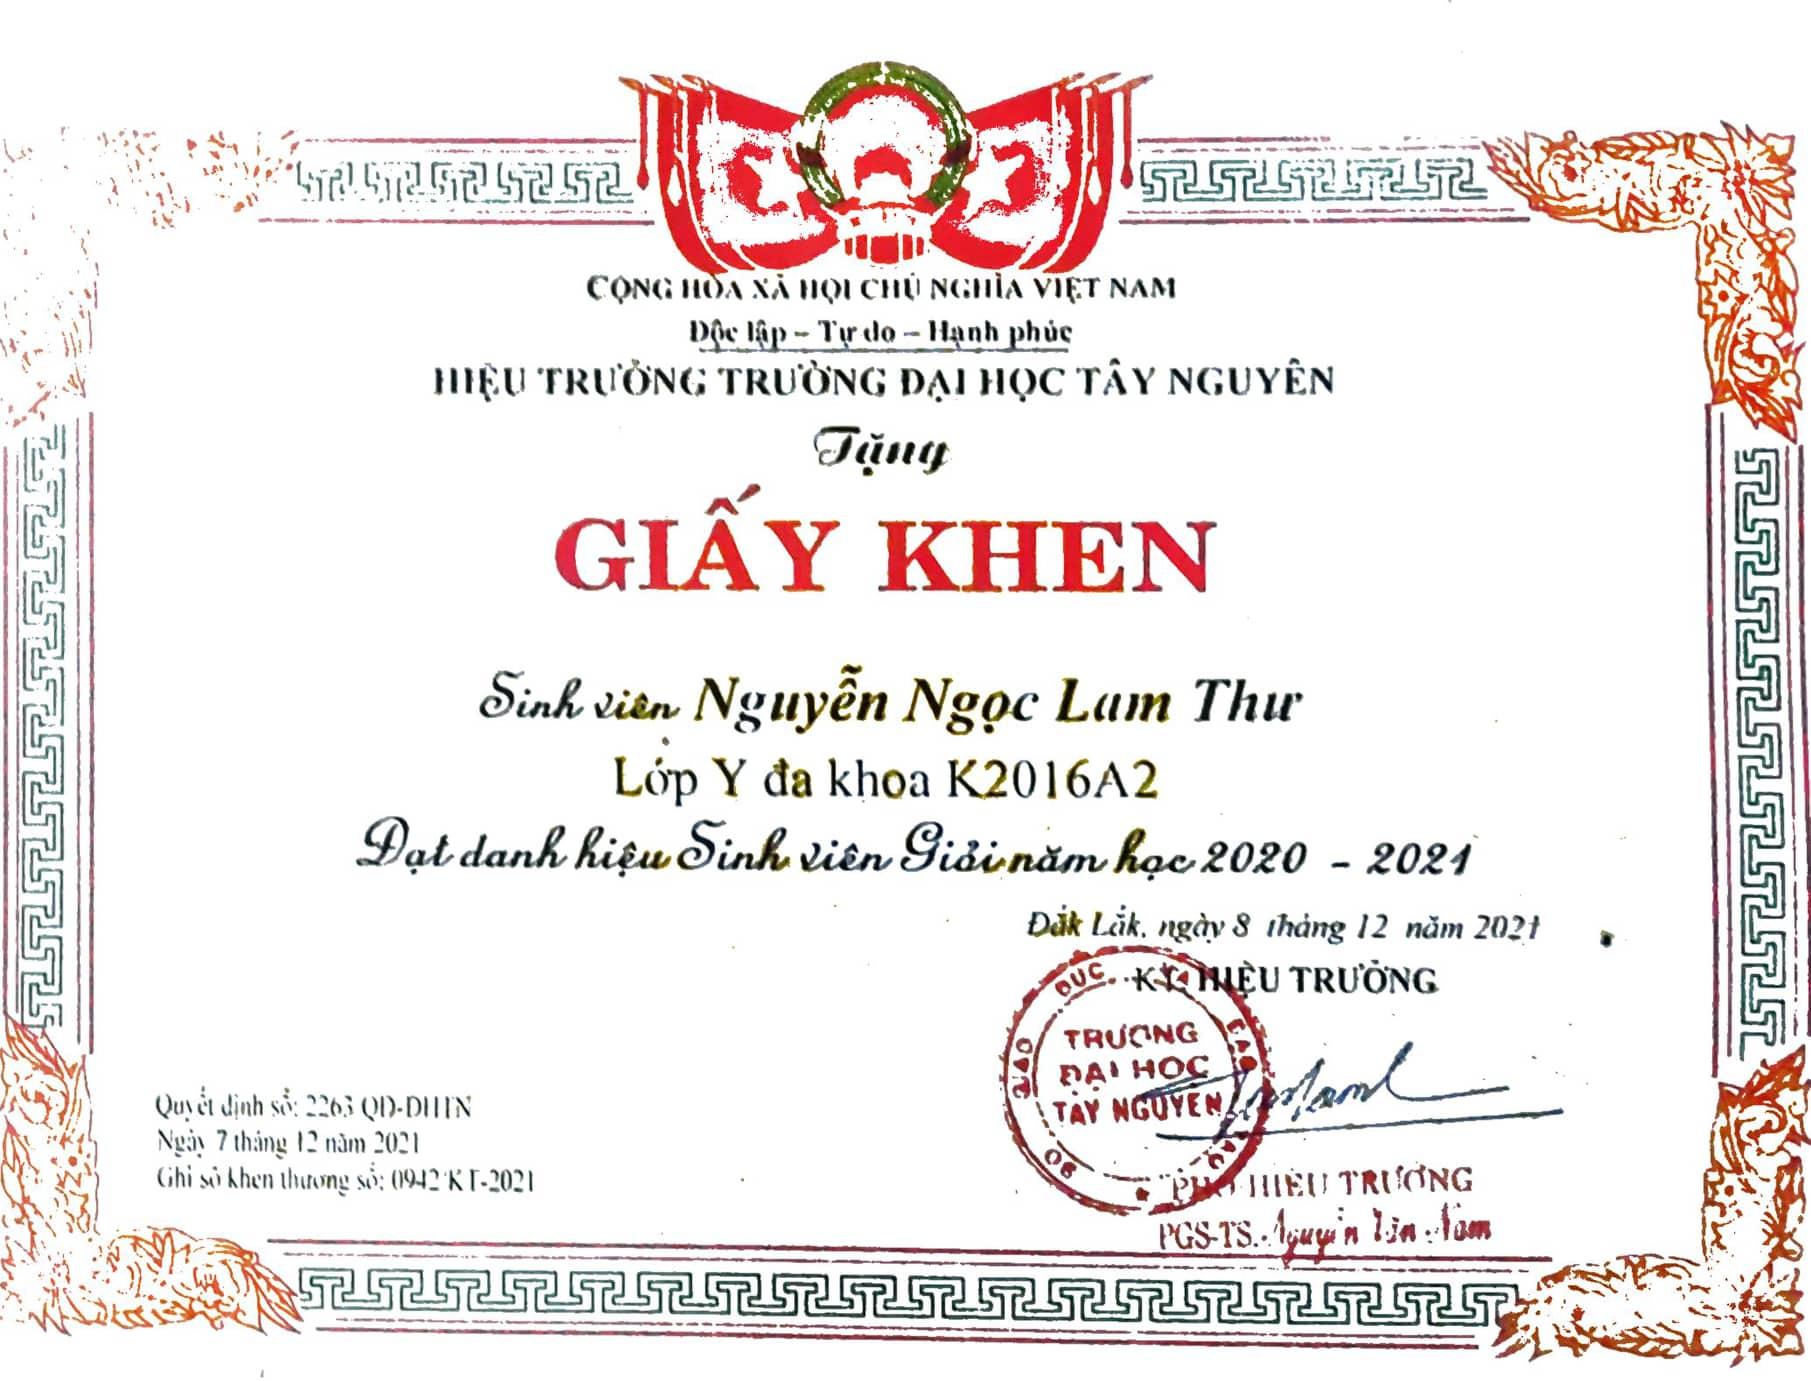 CỘNG HÒA XÃ HỘI CHỦ NGHĨA VIỆT NAM
Độc lập – Tự do – Hạnh phúc
HIỆU TRƯỞNG TRƯỜNG ĐẠI HỌC TÂY NGUYÊN
Tặng
GIẤY KHEN
Sinh viên Nguyễn Ngọc Lam Thư
Lớp Y đa khoa K2016A2
Đạt danh hiệu Sinh viên Giỏi năm học 2020 - 2021
Đắk Lắk, ngày 8 tháng 12 năm 2021
KT. HIỆU TRƯỞNG
BỘ GIÁO DỤC VÀ ĐÀO TẠO
TRƯỜNG
ĐẠI HỌC
TÂY NGUYÊN
PHÓ HIỆU TRƯỞNG
PGS-TS. Nguyễn Văn Nam
Quyết định số: 2263 QĐ-ĐHTN
Ngày 7 tháng 12 năm 2021
Ghi sổ khen thưởng số: 0942/KT-2021